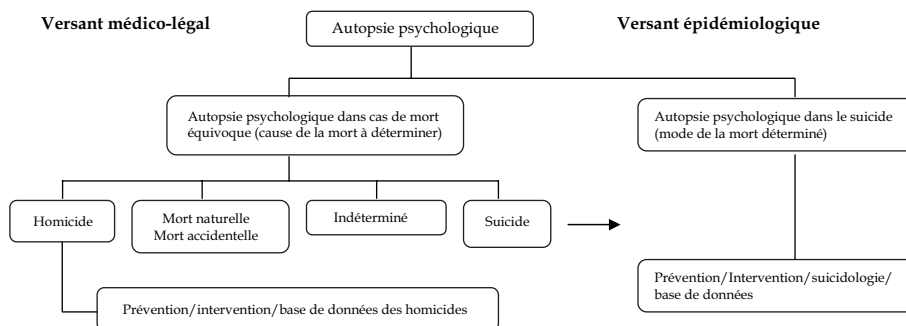 Versant médico-légal
Autopsie psychologique
Versant épidémiologique
Autopsie psychologique dans cas de mort
équivoque (cause de la mort à déterminer)
Autopsie psychologique dans le suicide
(mode de la mort déterminé)
Homicide
Mort naturelle
Mort accidentelle
Indéterminé
Suicide
Prévention/Intervention/suicidologie/
base de données
Prévention/intervention/base de données des homicides